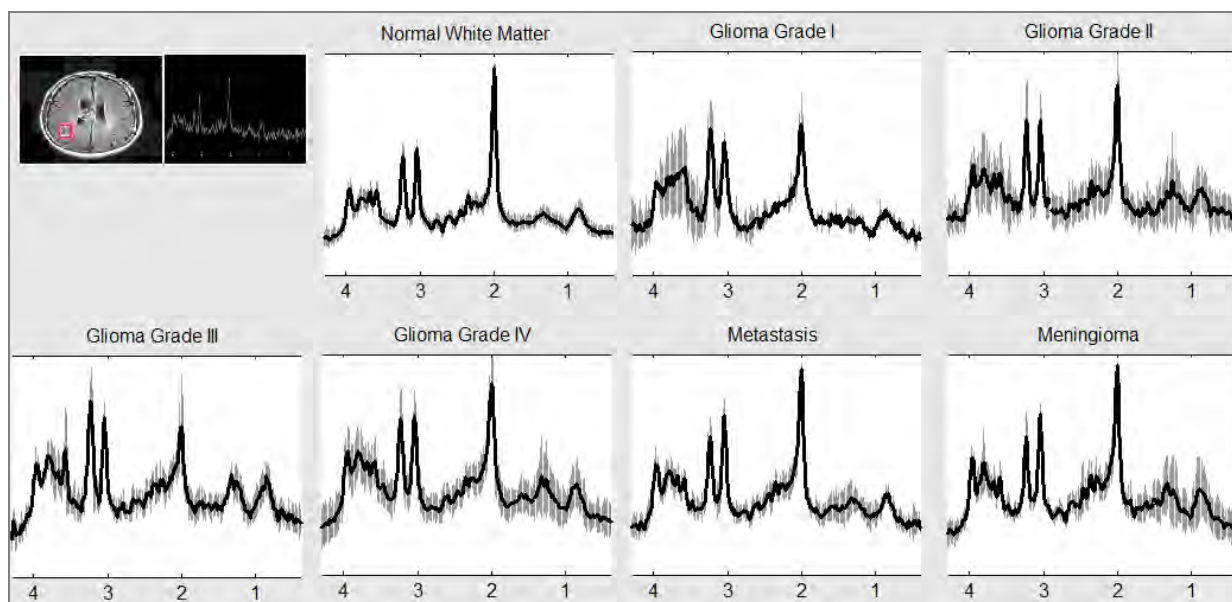 Normal White Matter
Glioma Grade I
Glioma Grade II
4 3 2 1
4 3 2 1
4 3 2 1
Glioma Grade III
Glioma Grade IV
Metastasis
Meningioma
4 3 2 1
4 3 2 1
4 3 2 1
4 3 2 1